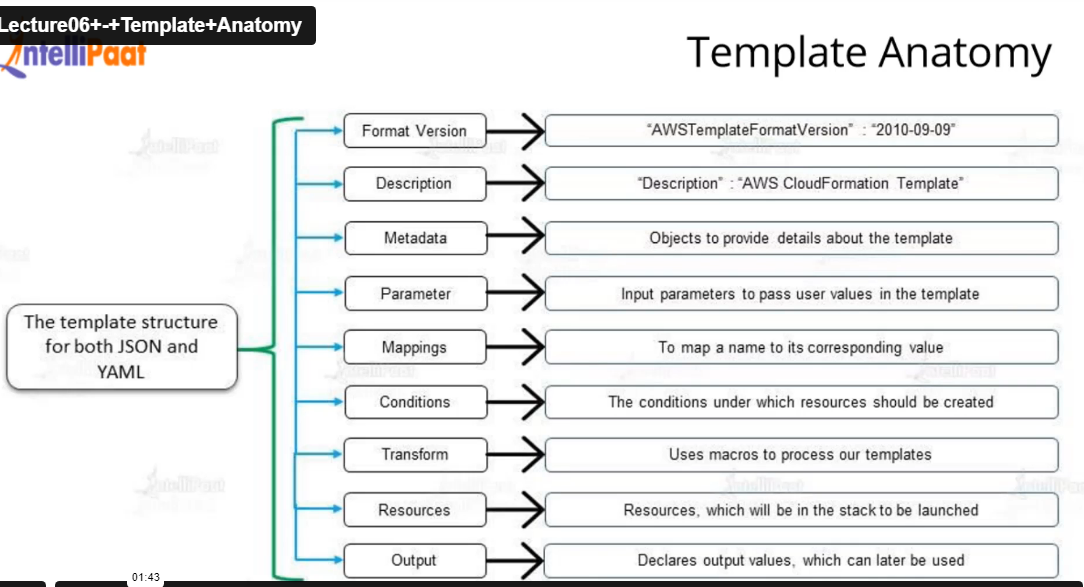 Lecture06+-+Template+Anatomy
IntelliPaat
Template Anatomy
The template structure
for both JSON and
YAML
Format Version
“AWSTemplateFormatVersion” : “2010-09-09”
Description
“Description” : “AWS CloudFormation Template”
Metadata
Objects to provide details about the template
Parameter
Input parameters to pass user values in the template
Mappings
To map a name to its corresponding value
Conditions
The conditions under which resources should be created
Transform
Uses macros to process our templates
Resources
Resources, which will be in the stack to be launched
Output
Declares output values, which can later be used
01:43